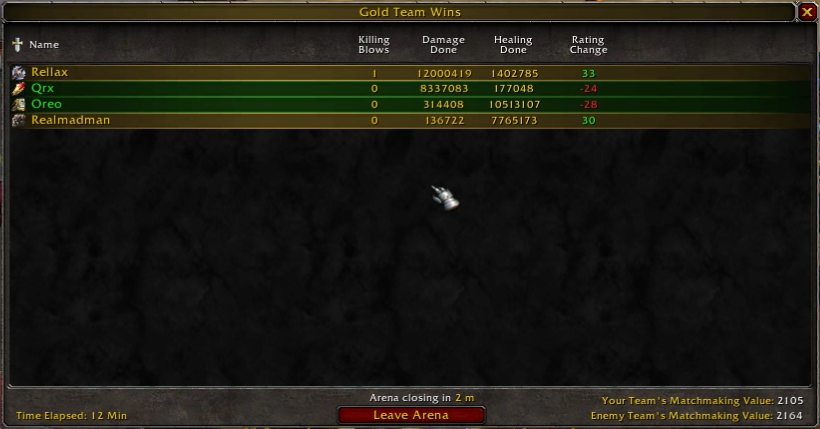 Gold Team Wins
Name Killing Blows Damage Done Healing Done Rating Change
Rellax 1 12000419 1402785 33
Qrx 0 8337083 177048 -24
Oreo 0 314408 10513107 -28
Realmadman 0 136722 7765173 30
Arena closing in 2 m
Your Team's Matchmaking Value: 2105
Time Elapsed: 12 Min
Leave Arena
Enemy Team's Matchmaking Value: 2164